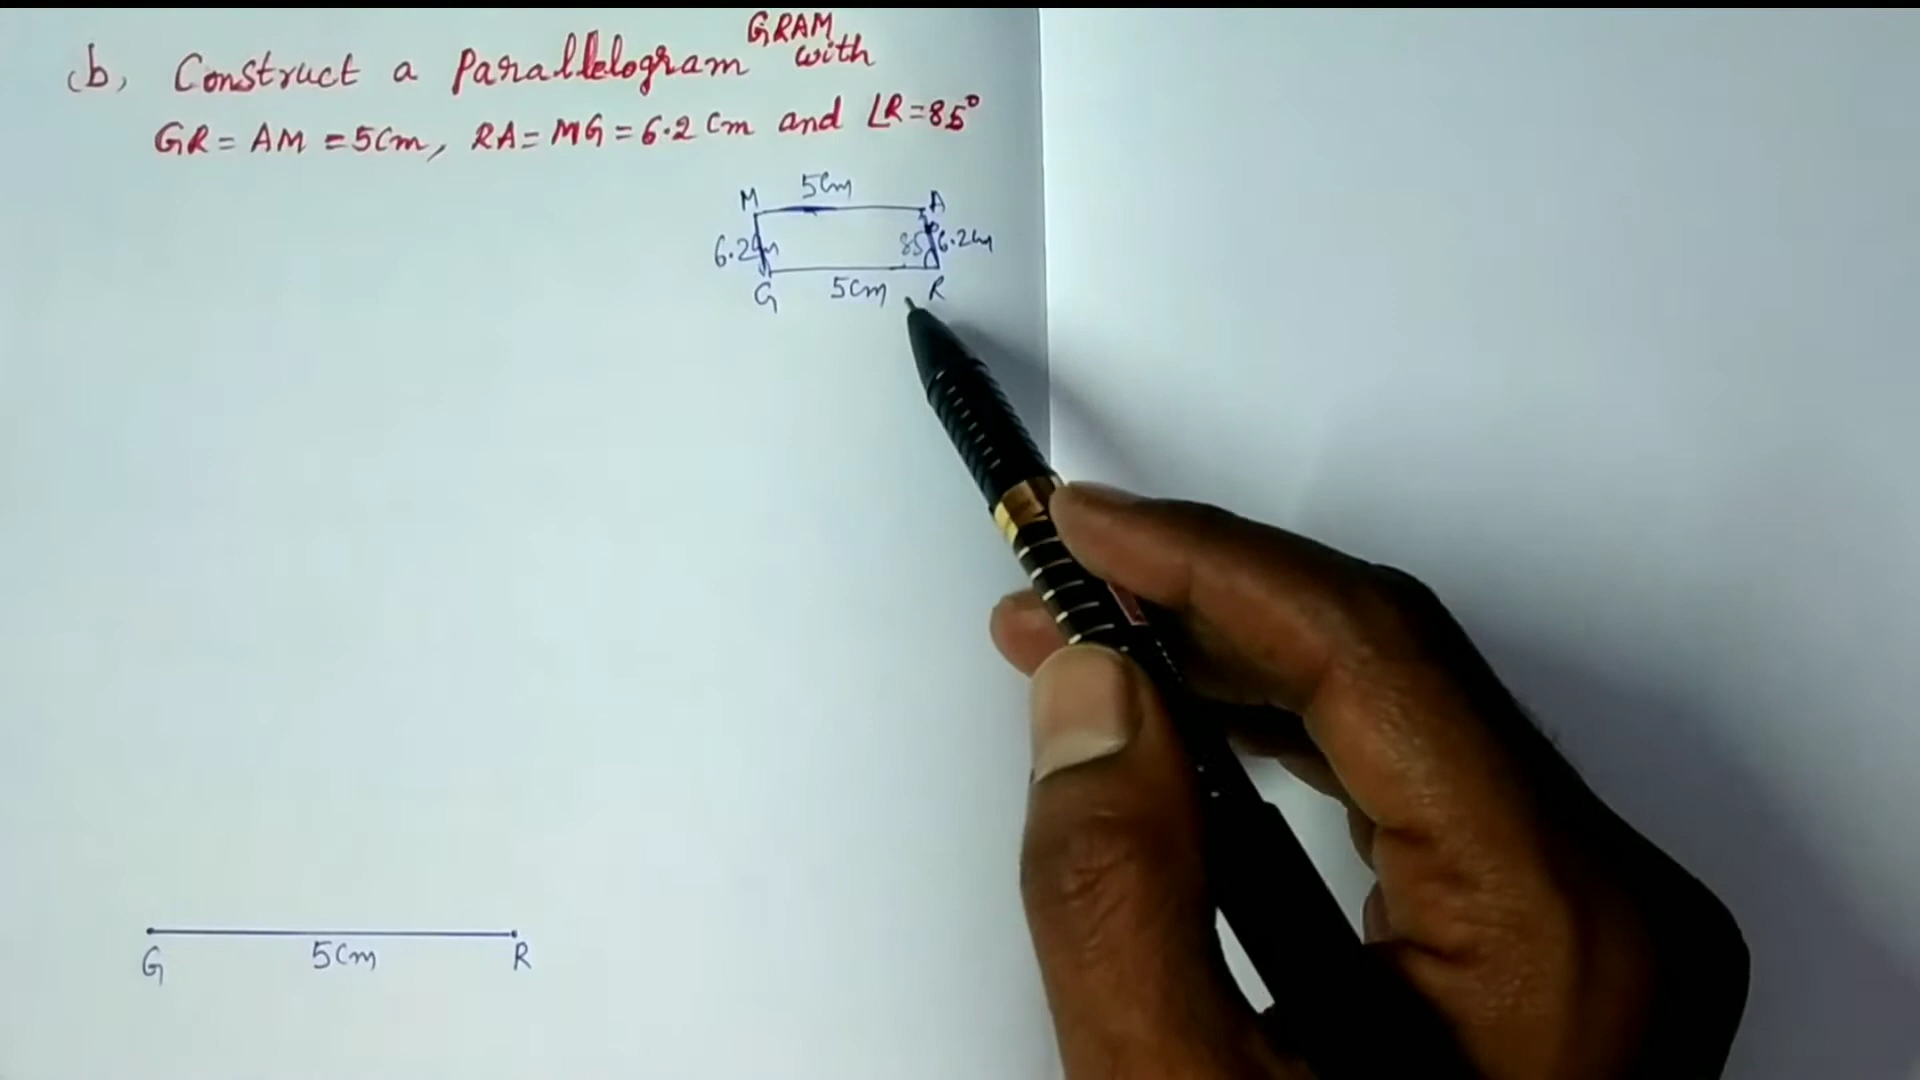 (b, Construct a Parallelogram GRAM with
GR = AM = 5Cm, RA = MG = 6.2 Cm and ∠R = 85°
5Cm
M A
6.2Cm 85° 6.2Cm
G 5Cm R
G 5Cm R